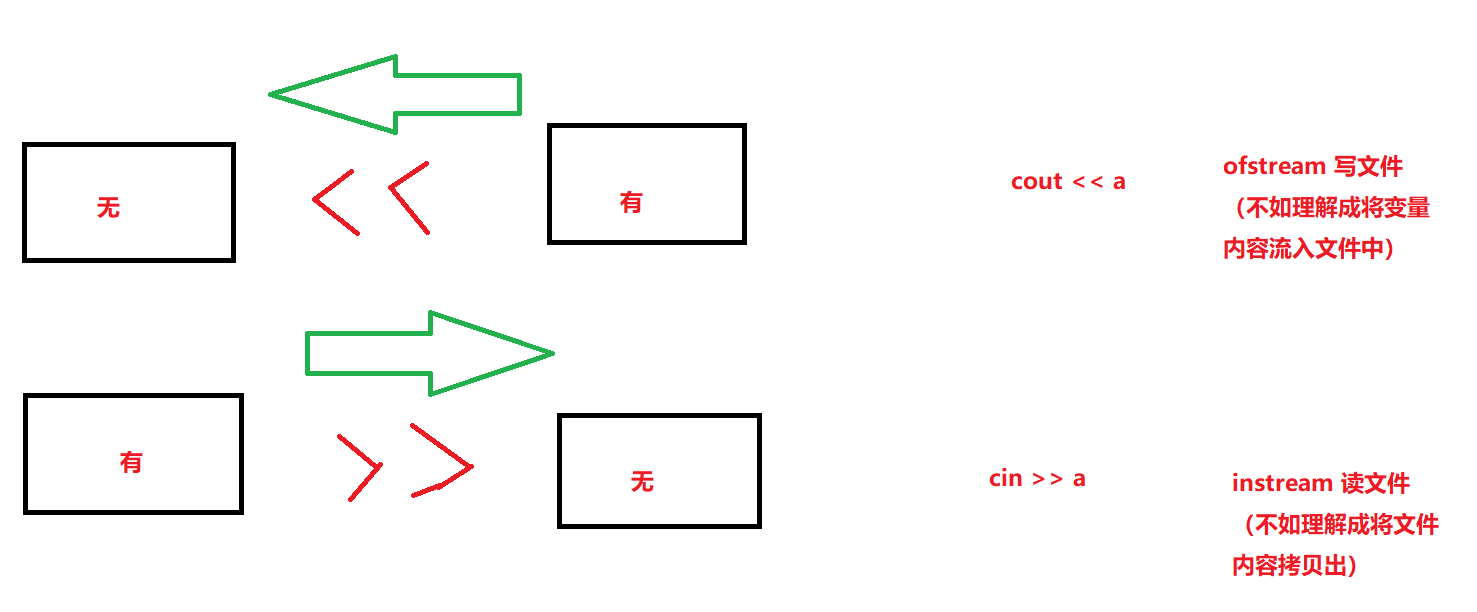 无
<<
有
cout << a
ofstream 写文件
（不如理解成将变量
内容流入文件中）
有
>>
无
cin >> a
instream 读文件
（不如理解成将文件
内容拷贝出）